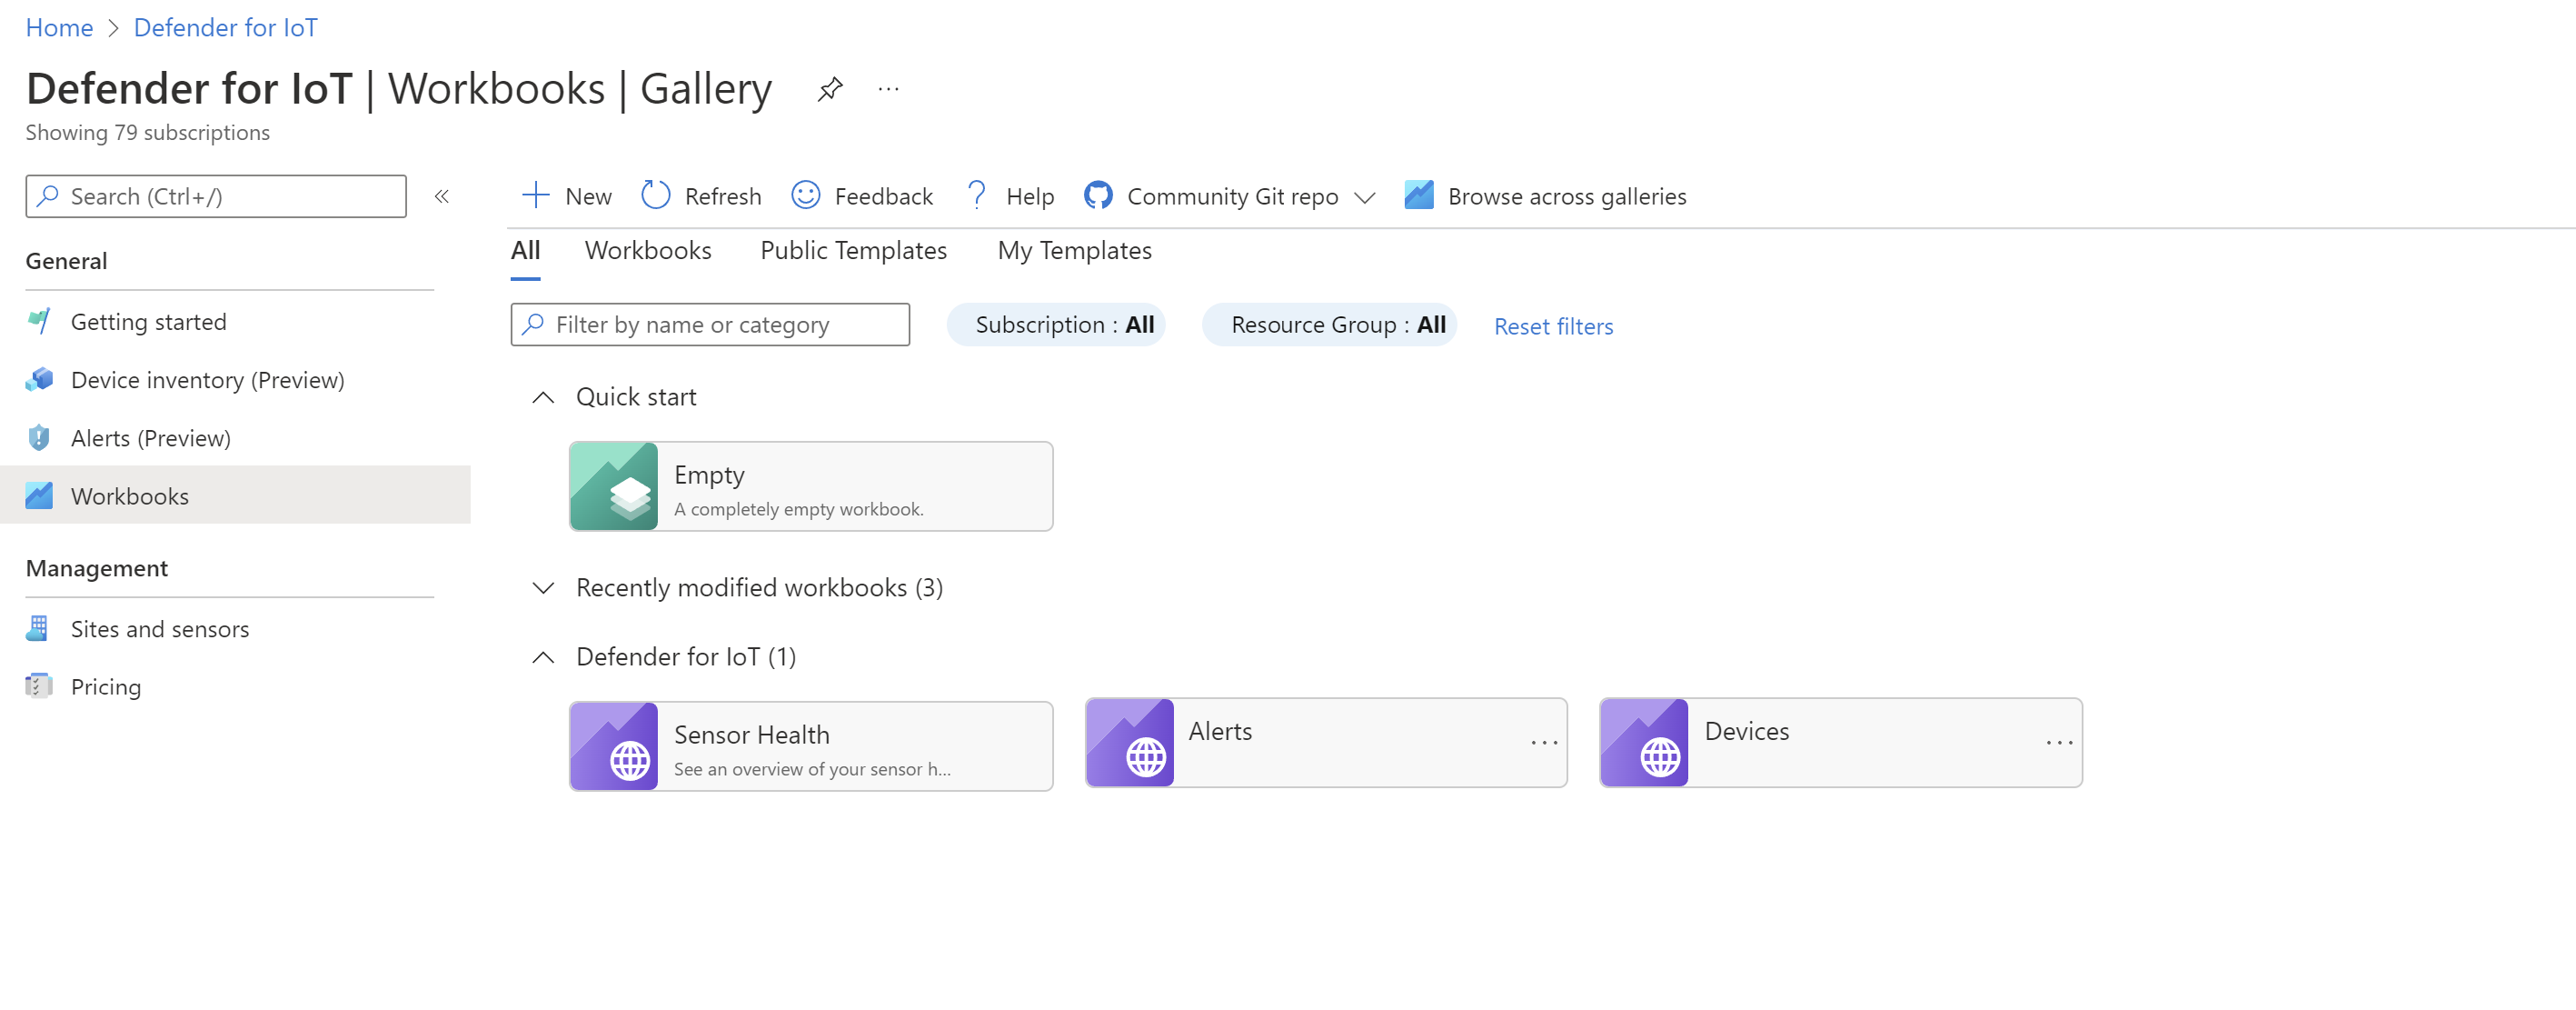 Home > Defender for IoT
Defender for IoT | Workbooks | Gallery ...
Showing 79 subscriptions
Search (Ctrl+/) «
General
Getting started
Device inventory (Preview)
Alerts (Preview)
Workbooks
Management
Sites and sensors
Pricing
New Refresh Feedback Help Community Git repo Browse across galleries
All Workbooks Public Templates My Templates
Filter by name or category Subscription : All Resource Group : All Reset filters
Quick start
Empty
A completely empty workbook.
Recently modified workbooks (3)
Defender for IoT (1)
Sensor Health
See an overview of your sensor h...
Alerts ...
Devices ...